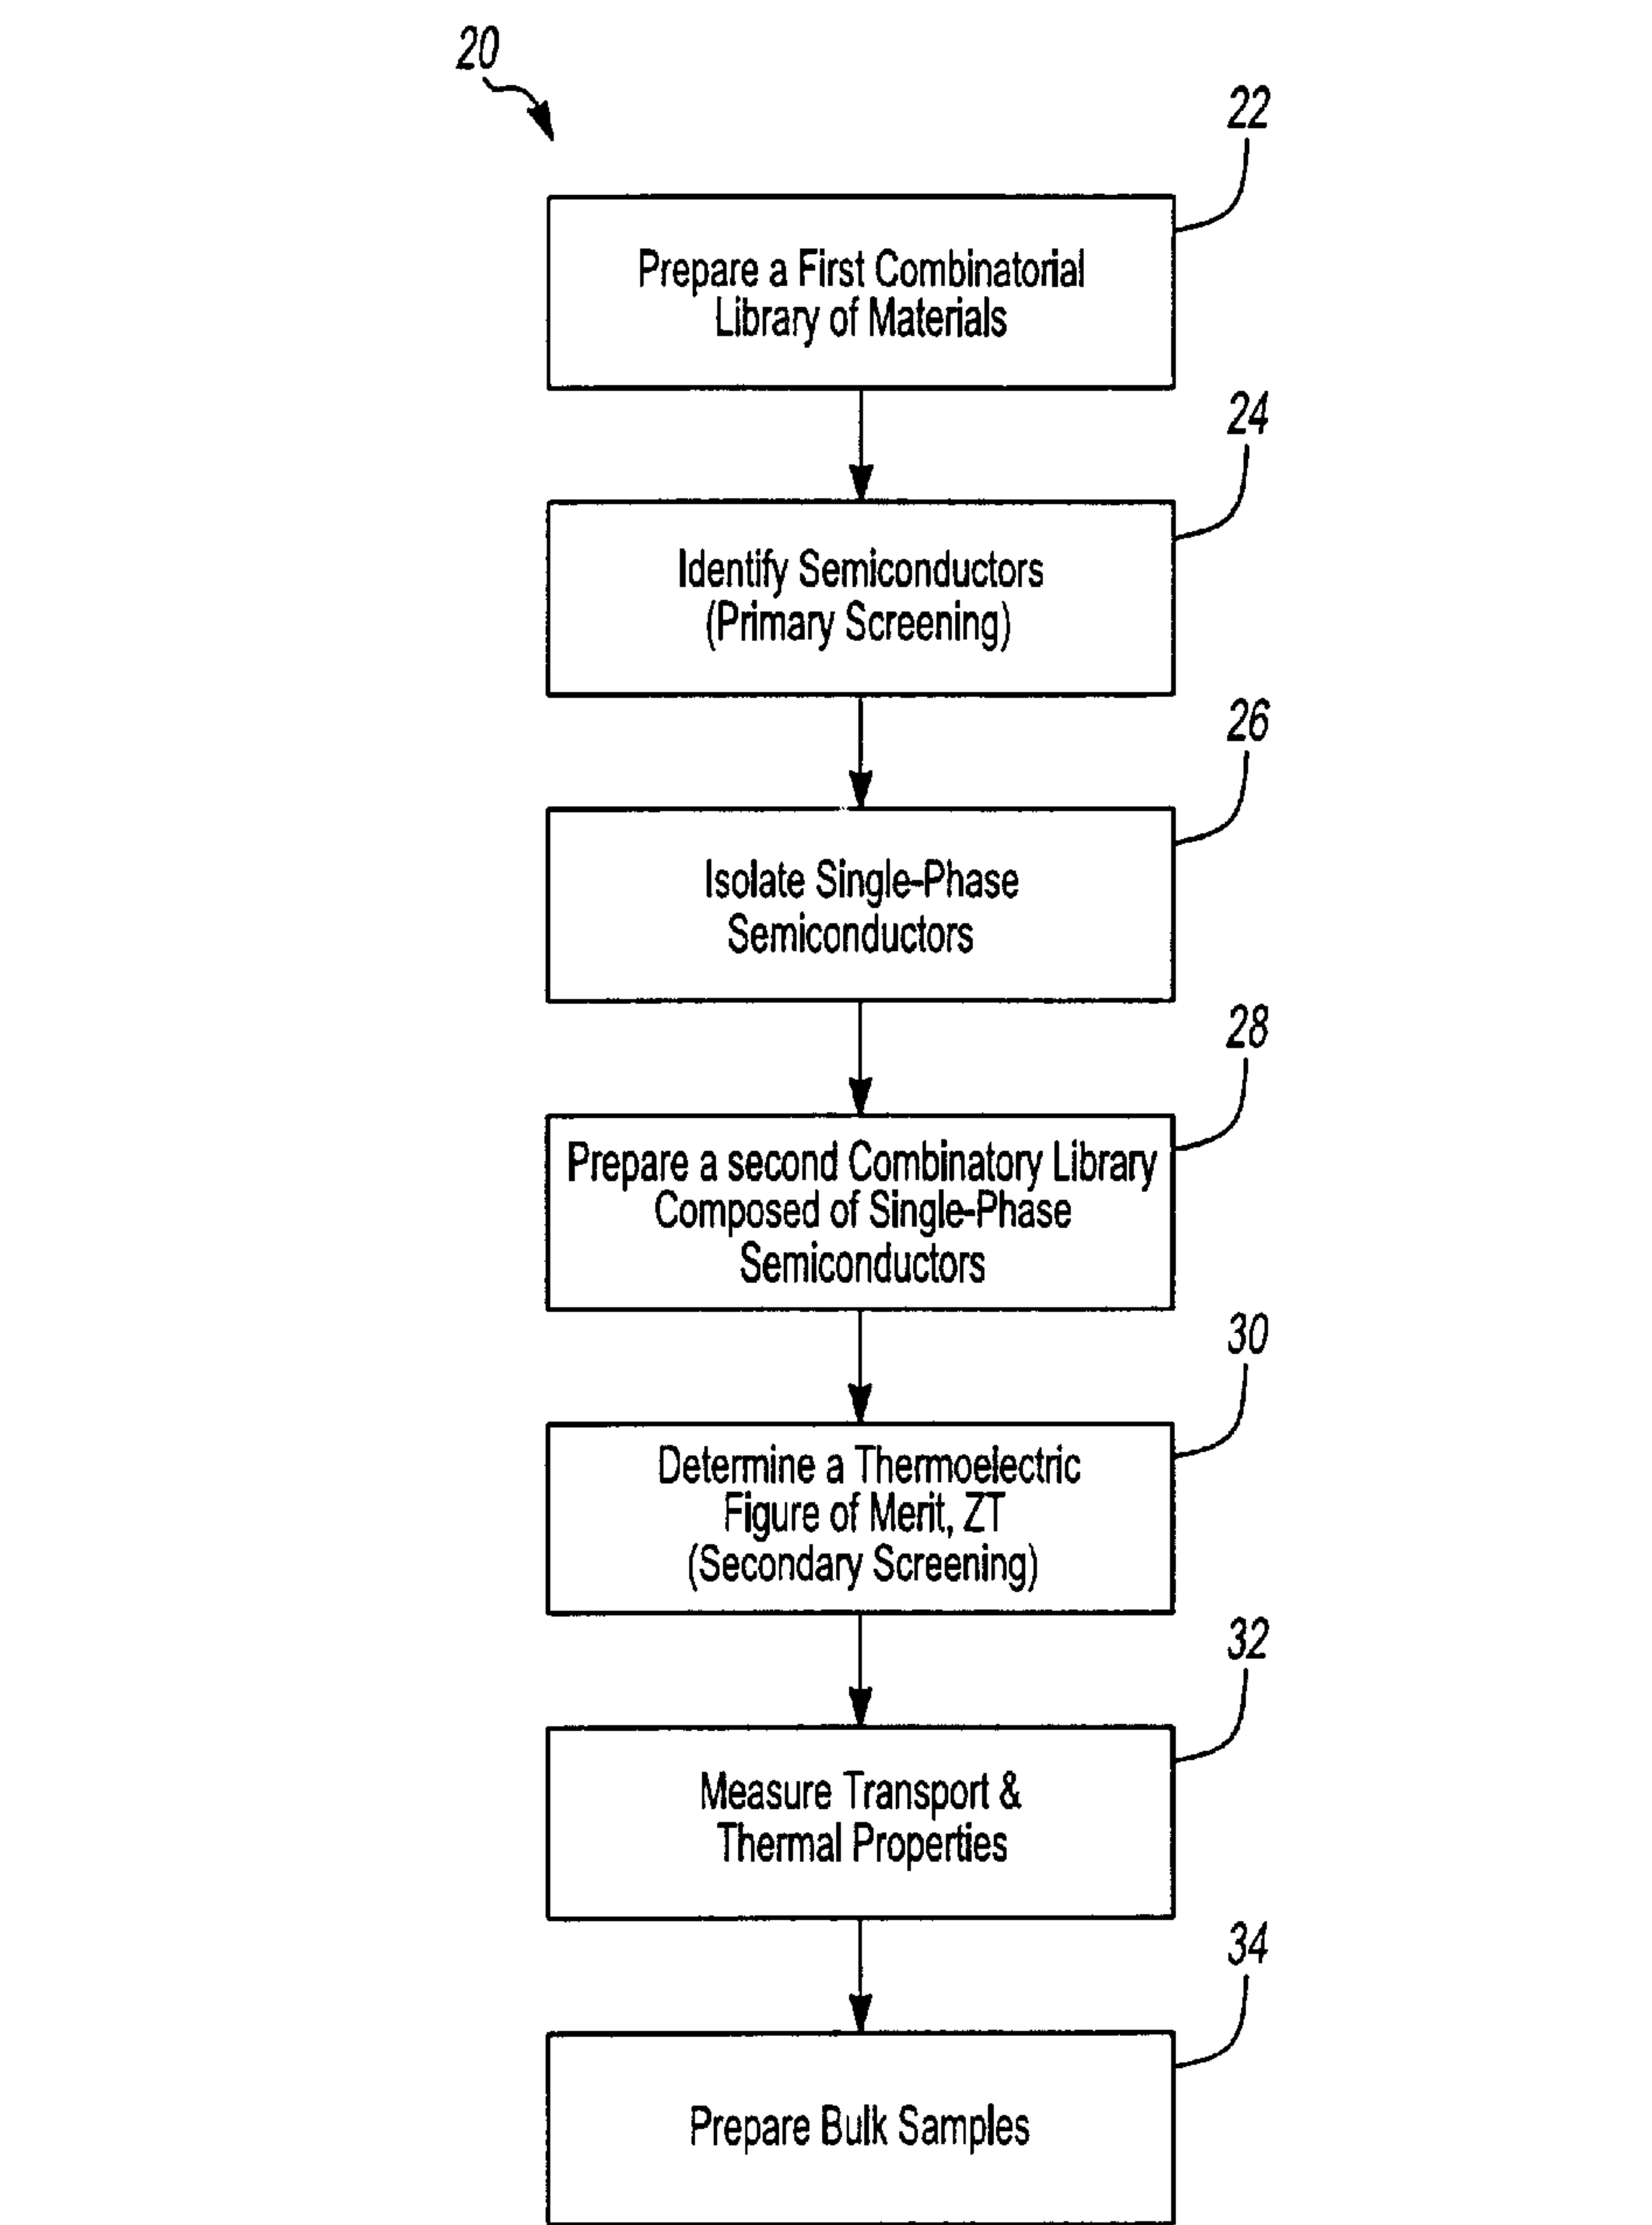 20
22
Prepare a First Combinatorial
Library of Materials
24
Identify Semiconductors
(Primary Screening)
26
Isolate Single-Phase
Semiconductors
28
Prepare a second Combinatory Library
Composed of Single-Phase
Semiconductors
30
Determine a Thermoelectric
Figure of Merit, ZT
(Secondary Screening)
32
Measure Transport &
Thermal Properties
34
Prepare Bulk Samples